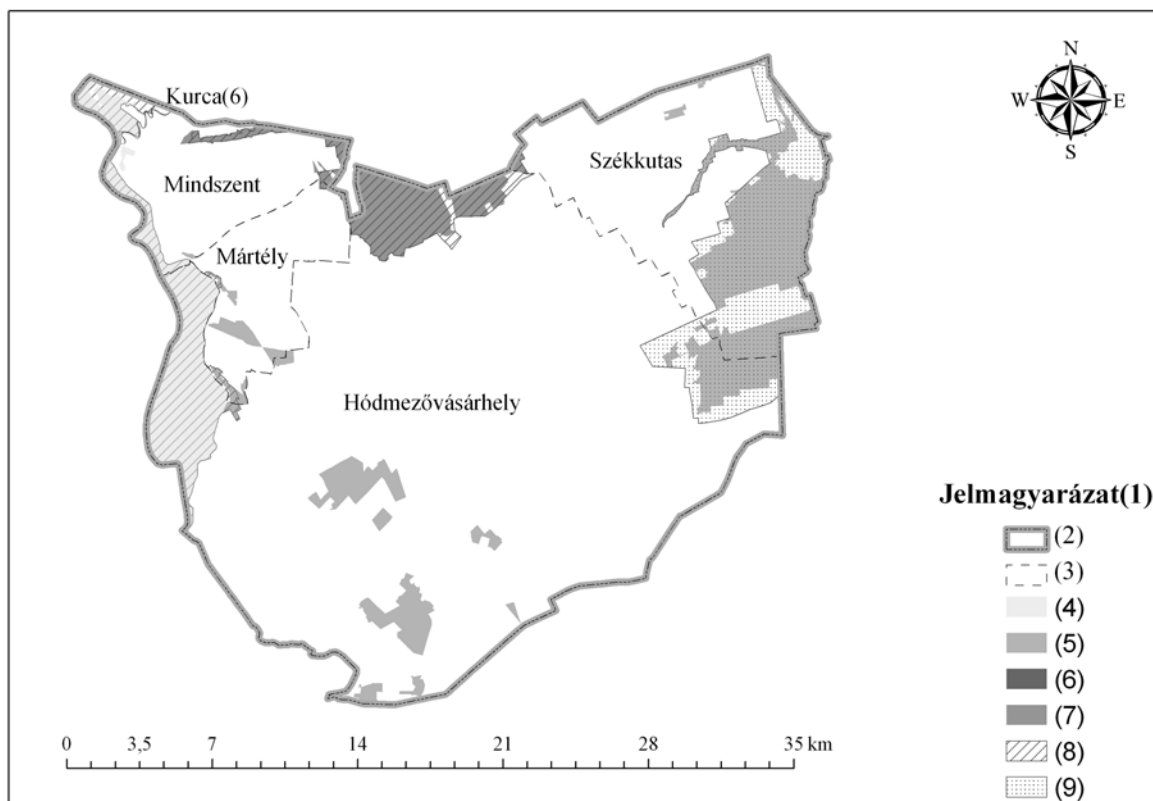 N
W E
S
Kurca(6)
Székkutas
Mindszent
Mártély
Hódmezővásárhely
Jelmagyarázat(1)
(2)
(3)
(4)
(5)
(6)
(7)
(8)
(9)
0 3,5 7 14 21 28 35 km